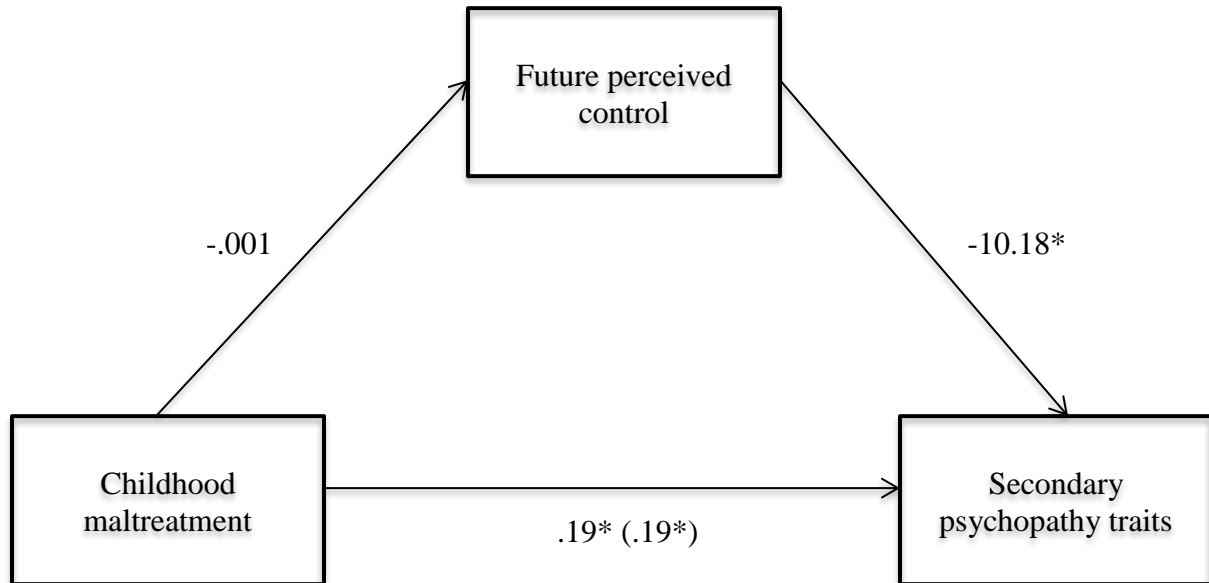 Future perceived
control
-.001
-10.18*
Childhood
maltreatment
Secondary
psychopathy traits
.19* (.19*)